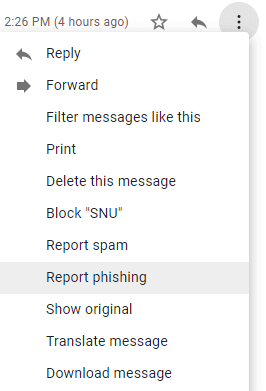 2:26 PM (4 hours ago)
Reply
Forward
Filter messages like this
Print
Delete this message
Block "SNU"
Report spam
Report phishing
Show original
Translate message
Download message